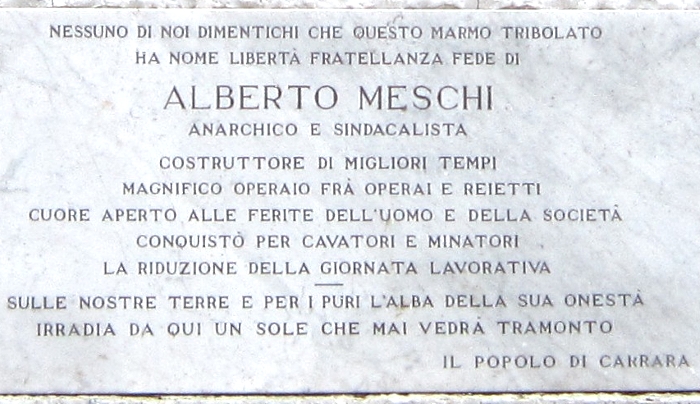 NESSUNO DI NOI DIMENTICHI CHE QUESTO MARMO TRIBOLATO
HA NOME LIBERTÀ FRATELLANZA FEDE DI
ALBERTO MESCHI
ANARCHICO E SINDACALISTA
COSTRUTTORE DI MIGLIORI TEMPI
MAGNIFICO OPERAIO FRÀ OPERAI E REIETTI
CUORE APERTO ALLE FERITE DELL'UOMO E DELLA SOCIETÀ
CONQUISTÒ PER CAVATORI E MINATORI
LA RIDUZIONE DELLA GIORNATA LAVORATIVA
SULLE NOSTRE TERRE E PER I PURI L'ALBA DELLA SUA ONESTÀ
IRRADIA DA QUI UN SOLE CHE MAI VEDRÀ TRAMONTO
IL POPOLO DI CARRARA